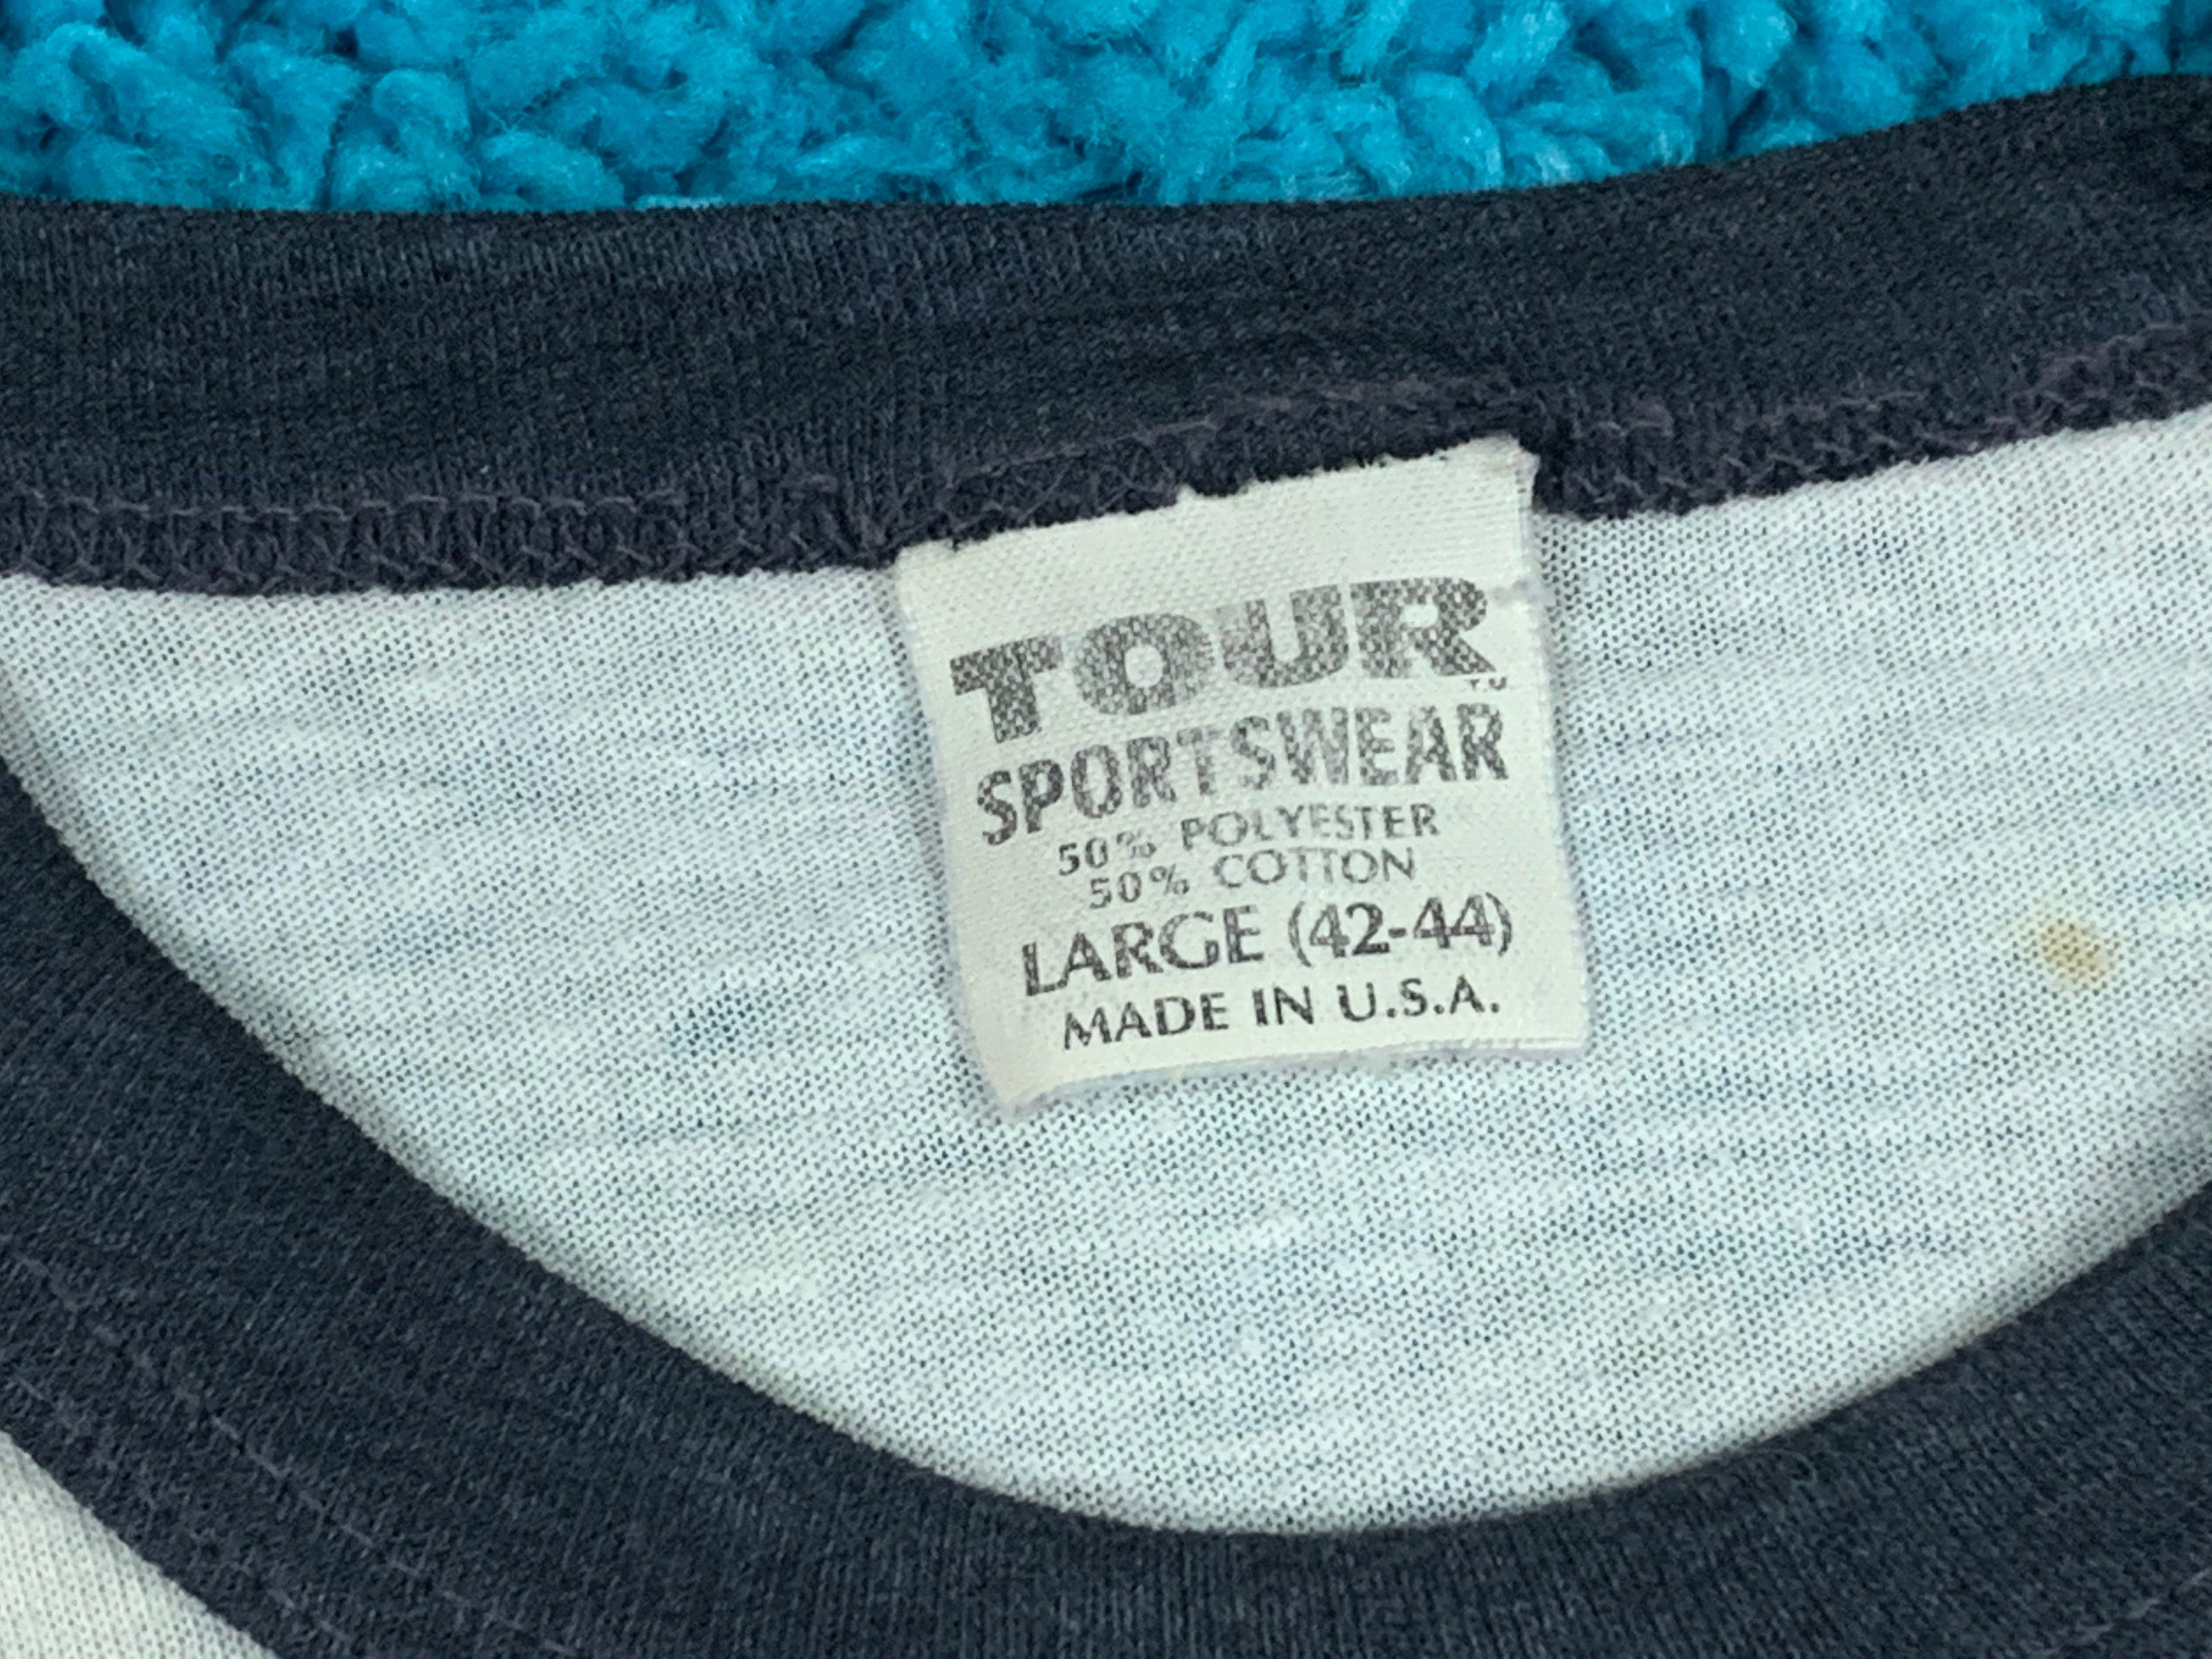 TOUR
T.M.
SPORTSWEAR
50% POLYESTER
50% COTTON
LARGE (42-44)
MADE IN U.S.A.